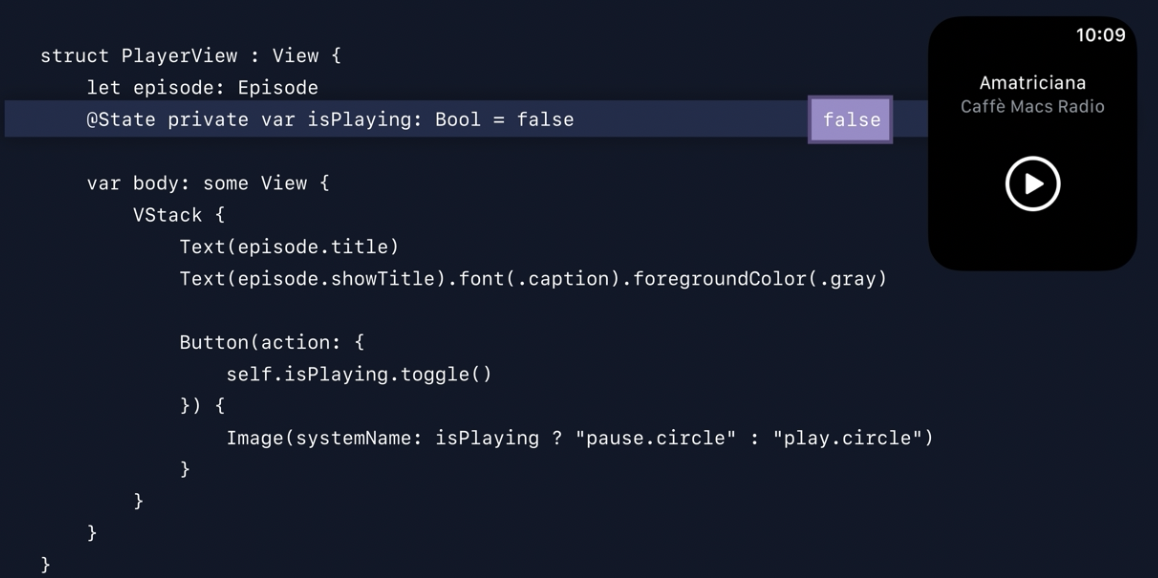 struct PlayerView : View {
    let episode: Episode
    @State private var isPlaying: Bool = false
false

    var body: some View {
        VStack {
            Text(episode.title)
            Text(episode.showTitle).font(.caption).foregroundColor(.gray)

            Button(action: {
                self.isPlaying.toggle()
            }) {
                Image(systemName: isPlaying ? "pause.circle" : "play.circle")
            }
        }
    }
}
10:09
Amatriciana
Caffè Macs Radio